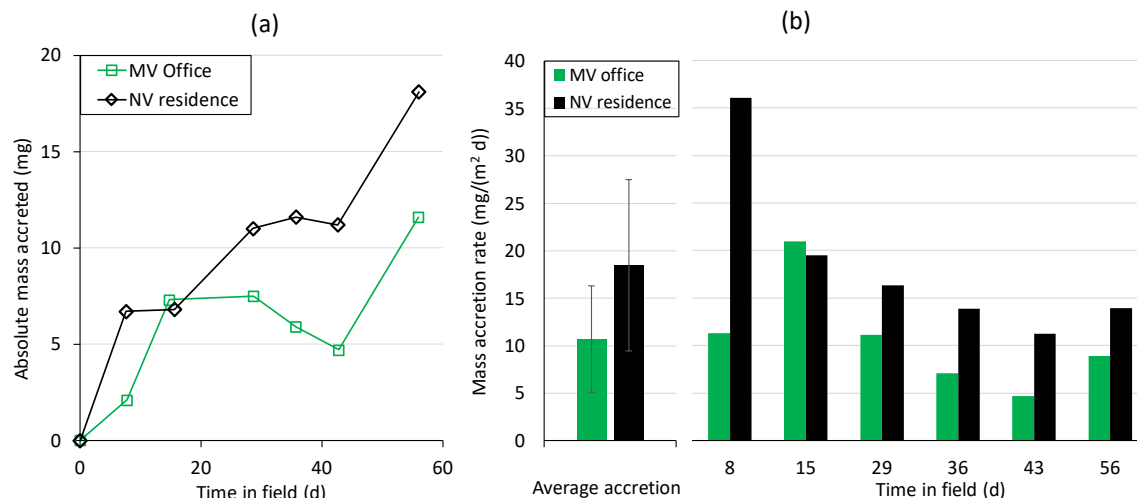 (a)
(b)
MV Office
NV residence
20
15
10
5
0
Absolute mass accreted (mg)
0 20 40 60
Time in field (d)
MV office
NV residence
40
35
30
25
20
15
10
5
0
Mass accretion rate (mg/(m² d))
8 15 29 36 43 56
Average accretion
Time in field (d)